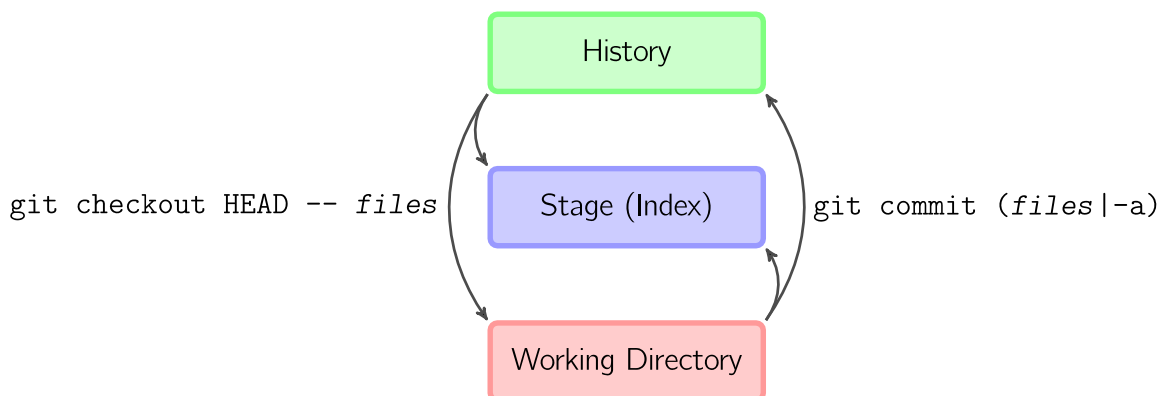 History
git checkout HEAD -- files
Stage (Index)
git commit (files|-a)
Working Directory